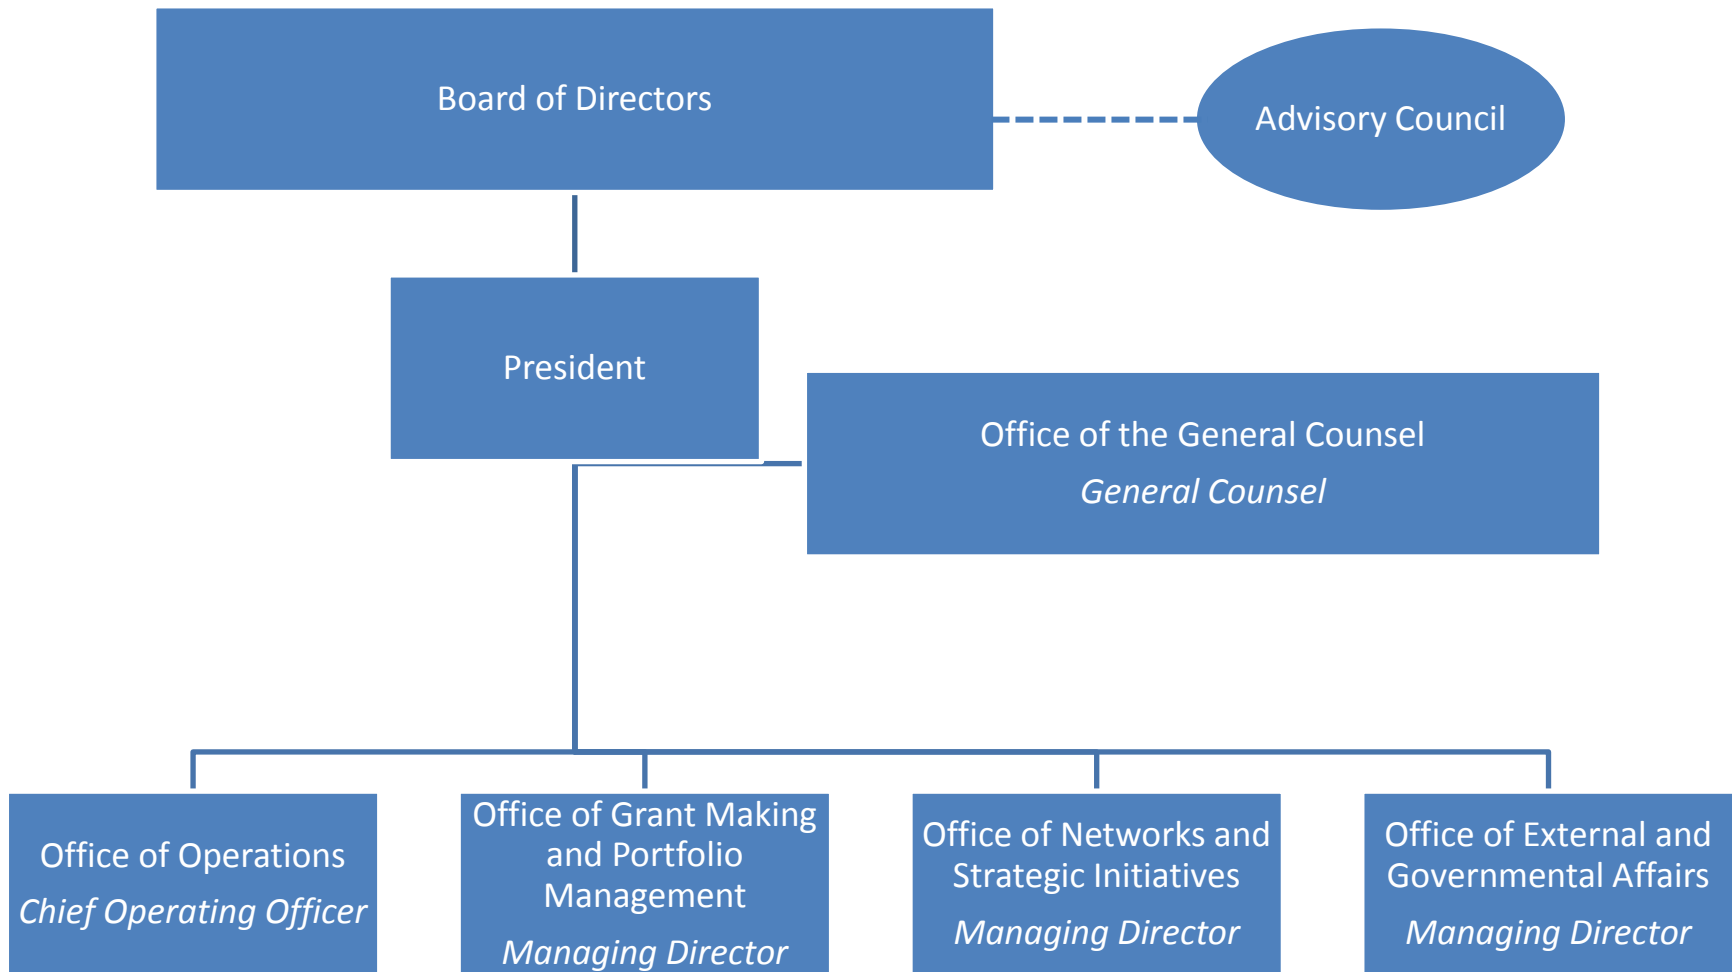 Board of Directors
Advisory Council
President
Office of the General Counsel
General Counsel
Office of Operations
Chief Operating Officer
Office of Grant Making
and Portfolio
Management
Managing Director
Office of Networks and
Strategic Initiatives
Managing Director
Office of External and
Governmental Affairs
Managing Director